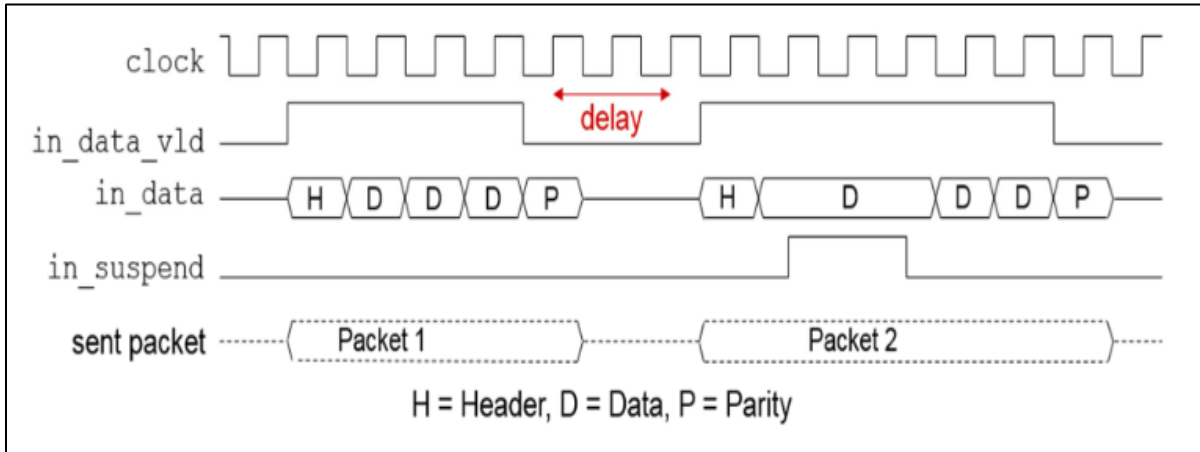 clock
delay
in_data_vld
in_data H D D D P H D D D P
in_suspend
sent packet Packet 1 Packet 2
H = Header, D = Data, P = Parity